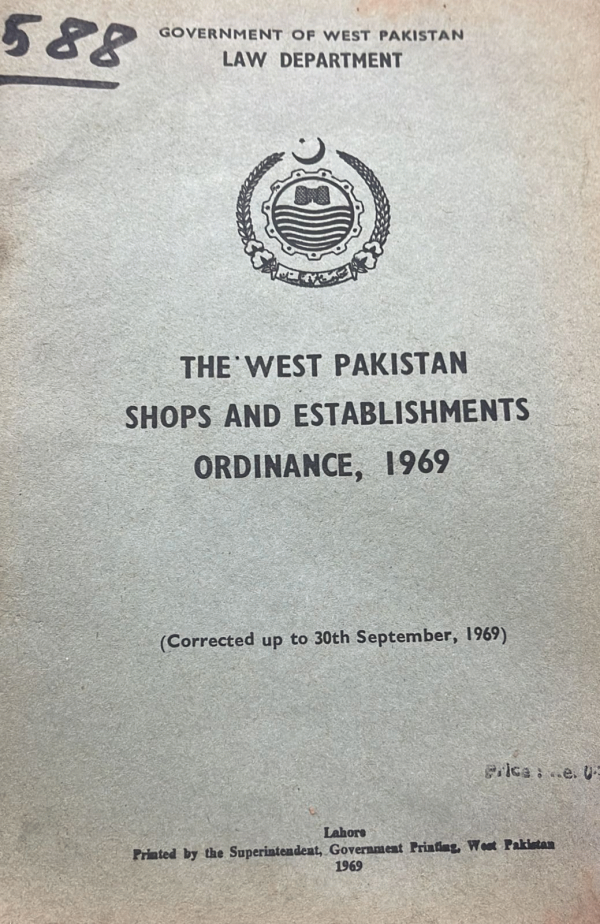 588
GOVERNMENT OF WEST PAKISTAN
LAW DEPARTMENT
THE WEST PAKISTAN
SHOPS AND ESTABLISHMENTS
ORDINANCE, 1969
(Corrected up to 30th September, 1969)
Price :
Lahore
Printed by the Superintendent, Government Printing, West Pakistan
1969